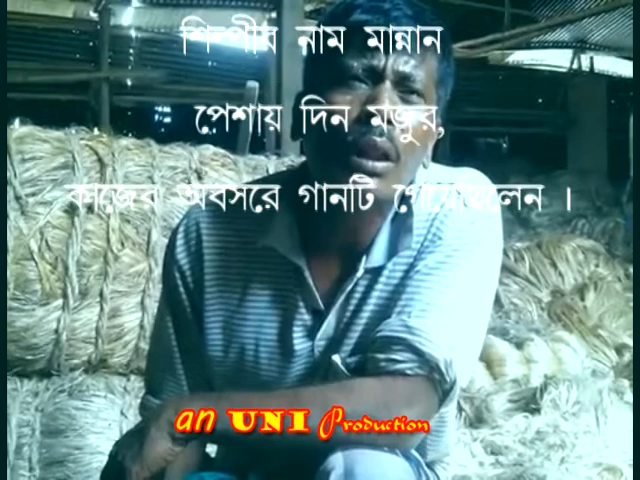 শিল্পীর নাম মান্নান
পেশায় দিন মজুর,
কাজের অবসরে গানটি গেয়েছিলেন ।
an UNI Production